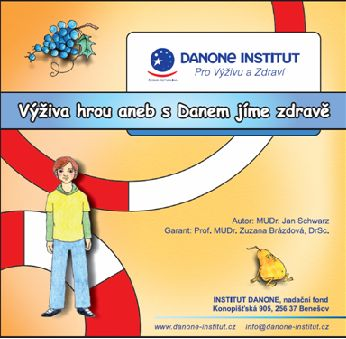 DANONE INSTITUT
Pro Výživu a Zdraví
Výživa hrou aneb s Danem jíme zdravě
Autor: MUDr. Jan Schwarz
Garant: Prof. MUDr. Zuzana Brázdová, DrSc.
INSTITUT DANONE, nadační fond
Konopišťská 905, 256 37 Benešov
www.danone-institut.cz info@danone-institut.cz